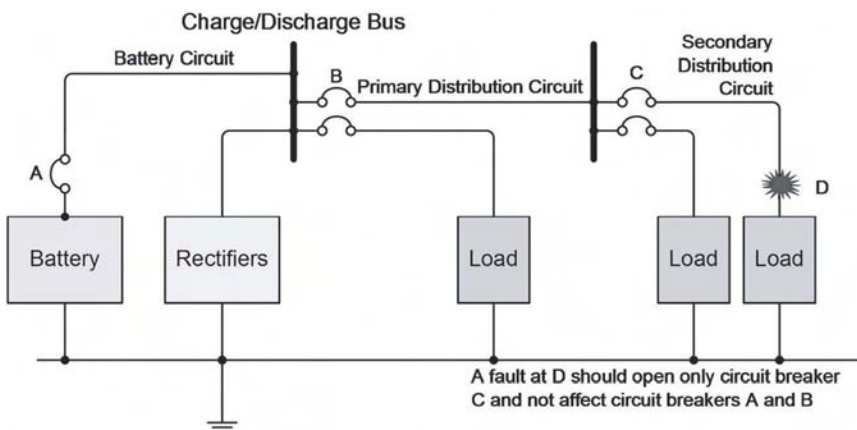 Charge/Discharge Bus
Battery Circuit
B
Primary Distribution Circuit
C
Secondary
Distribution
Circuit
A
D
Battery
Rectifiers
Load
Load
Load
A fault at D should open only circuit breaker
C and not affect circuit breakers A and B